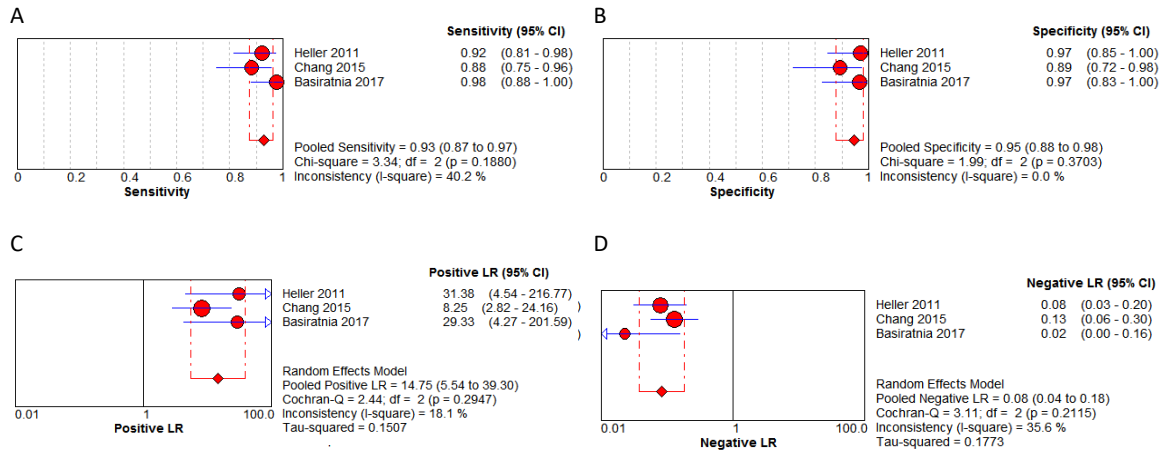 A
Sensitivity (95% CI)
Heller 2011 0.92 (0.81 - 0.98)
Chang 2015 0.88 (0.75 - 0.96)
Basiratnia 2017 0.98 (0.88 - 1.00)
Pooled Sensitivity = 0.93 (0.87 to 0.97)
Chi-square = 3.34; df = 2 (p = 0.1880)
Inconsistency (I-square) = 40.2 %
0 0.2 0.4 0.6 0.8 1
Sensitivity
B
Specificity (95% CI)
Heller 2011 0.97 (0.85 - 1.00)
Chang 2015 0.89 (0.72 - 0.98)
Basiratnia 2017 0.97 (0.83 - 1.00)
Pooled Specificity = 0.95 (0.88 to 0.98)
Chi-square = 1.99; df = 2 (p = 0.3703)
Inconsistency (I-square) = 0.0 %
0 0.2 0.4 0.6 0.8 1
Specificity
C
Positive LR (95% CI)
Heller 2011 31.38 (4.54 - 216.77)
Chang 2015 8.25 (2.82 - 24.16) )
Basiratnia 2017 29.33 (4.27 - 201.59) )
Random Effects Model
Pooled Positive LR = 14.75 (5.54 to 39.30)
Cochran-Q = 2.44; df = 2 (p = 0.2947)
Inconsistency (I-square) = 18.1 %
Tau-squared = 0.1507
0.01 1 100.0
Positive LR
D
Negative LR (95% CI)
Heller 2011 0.08 (0.03 - 0.20)
Chang 2015 0.13 (0.06 - 0.30)
Basiratnia 2017 0.02 (0.00 - 0.16)
Random Effects Model
Pooled Negative LR = 0.08 (0.04 to 0.18)
Cochran-Q = 3.11; df = 2 (p = 0.2115)
Inconsistency (I-square) = 35.6 %
Tau-squared = 0.1773
0.01 1 100.0
Negative LR